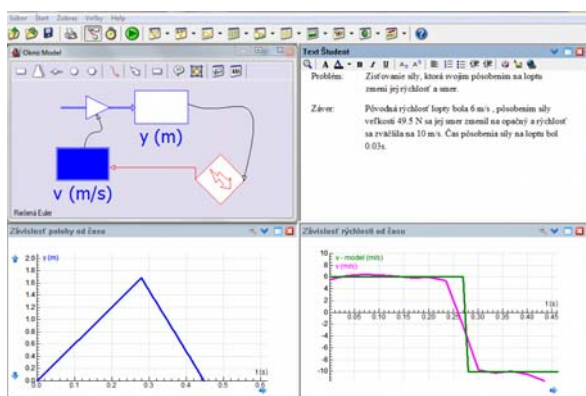 Súbor Štart Zobraz Veľky Help
Okno Model
y (m)
v (m/s)
Riešená Euler
Text Študent
Problém: Zisťovanie sily, ktorá svojim pôsobením na loptu
zmení jej rýchlosť a smer.
Záver: Pôvodná rýchlosť lopty bola 6 m/s , pôsobením sily
veľkosti 49.5 N sa jej smer zmenil na opačný a rýchlosť
sa zväčšila na 10 m/s. Čas pôsobenia sily na loptu bol
0.03s.
Závislosť polohy od času
y (m)
2.0
1.8
1.6
1.4
1.2
1.0
0.8
0.6
0.4
0.2
0.0
t (s)
0.0 0.1 0.2 0.3 0.4 0.5 0.6
Závislosť rýchlosti od času
v - model (m/s)
v (m/s)
10
8
6
4
2
0
-2
-4
-6
-8
-10
t (s)
0.00 0.05 0.10 0.15 0.20 0.25 0.30 0.35 0.40